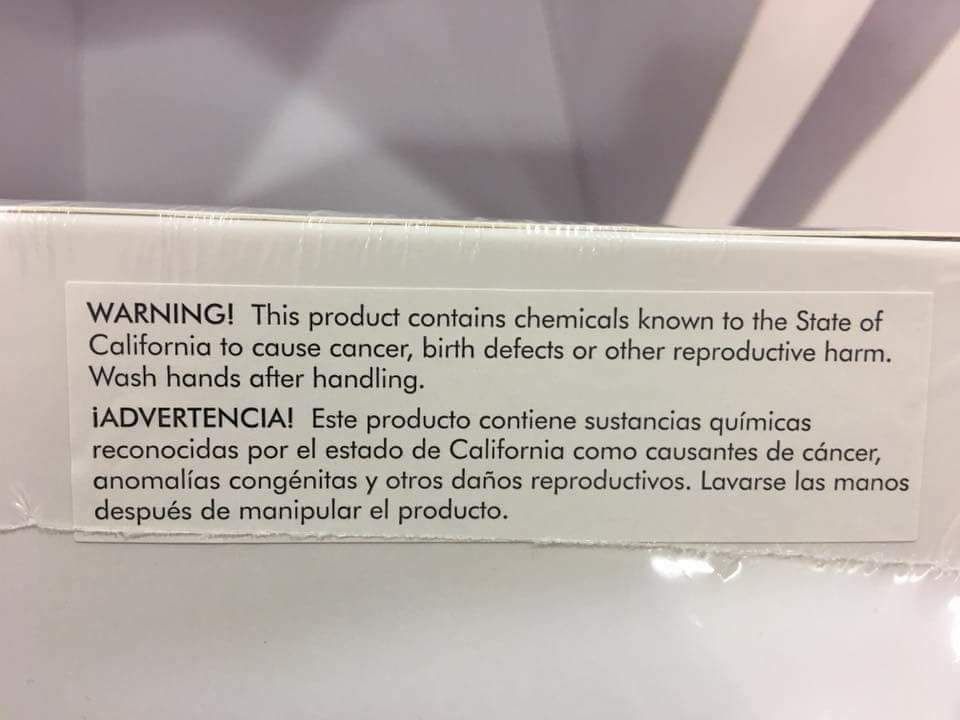 WARNING! This product contains chemicals known to the State of
California to cause cancer, birth defects or other reproductive harm.
Wash hands after handling.
¡ADVERTENCIA! Este producto contiene sustancias químicas
reconocidas por el estado de California como causantes de cáncer,
anomalías congénitas y otros daños reproductivos. Lavarse las manos
después de manipular el producto.